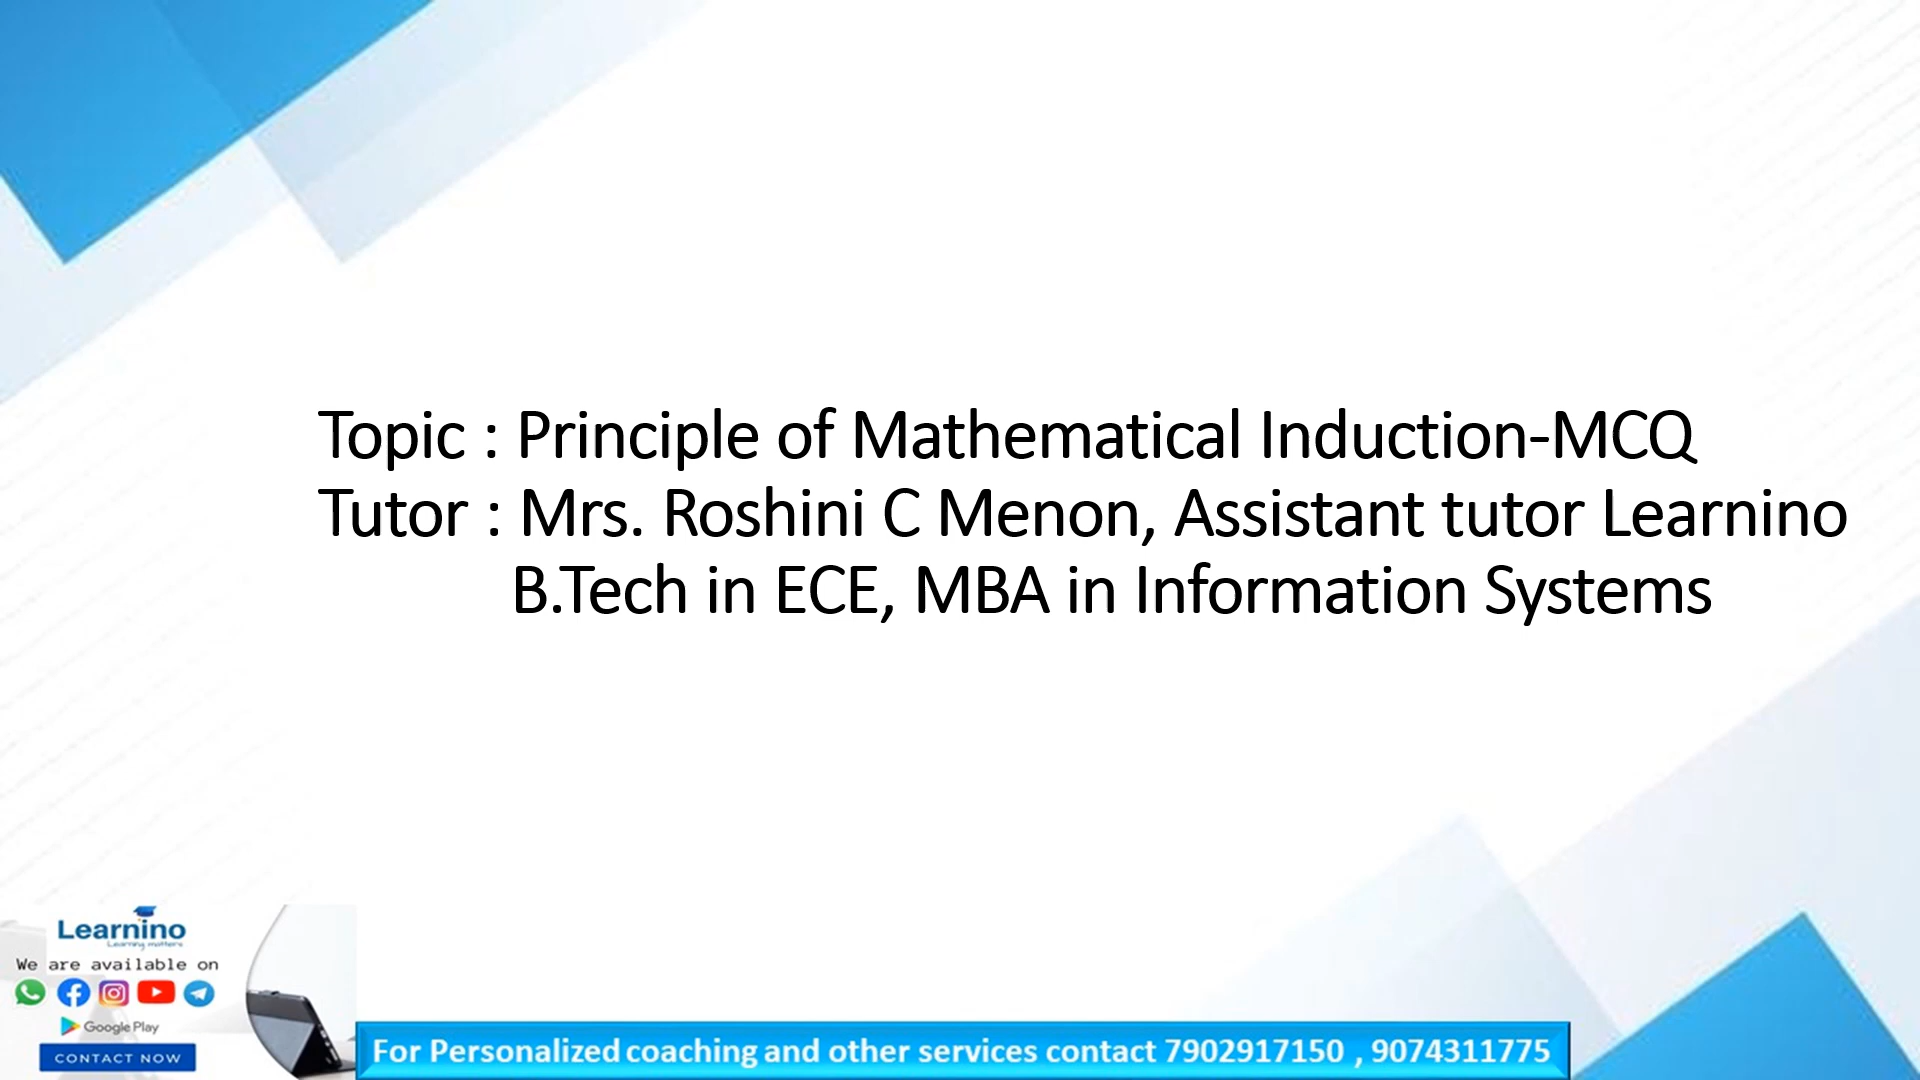 Topic : Principle of Mathematical Induction-MCQ
Tutor : Mrs. Roshini C Menon, Assistant tutor Learnino
B.Tech in ECE, MBA in Information Systems
Learnino
Learning matters
We are available on
Google Play
CONTACT NOW
For Personalized coaching and other services contact 7902917150 , 9074311775